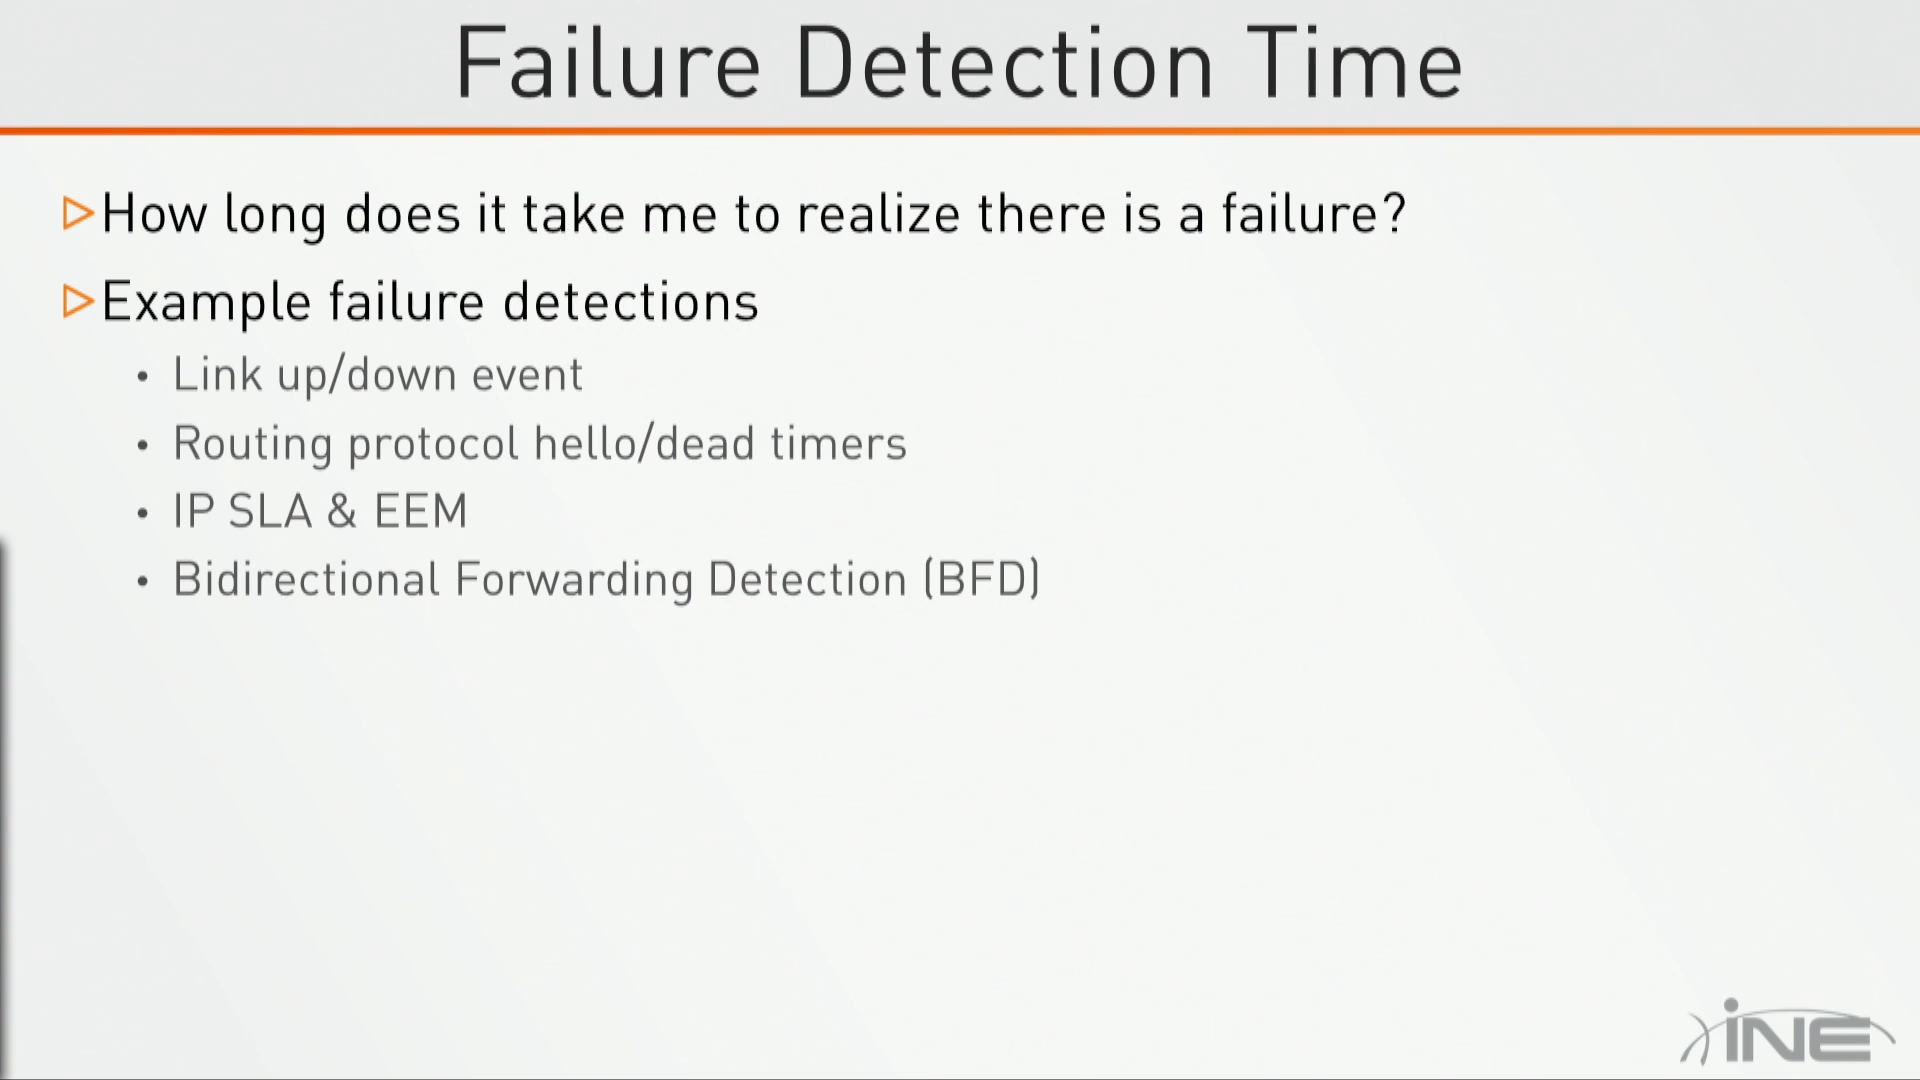 Failure Detection Time
How long does it take me to realize there is a failure?
Example failure detections
• Link up/down event
• Routing protocol hello/dead timers
• IP SLA & EEM
• Bidirectional Forwarding Detection (BFD)
iNE